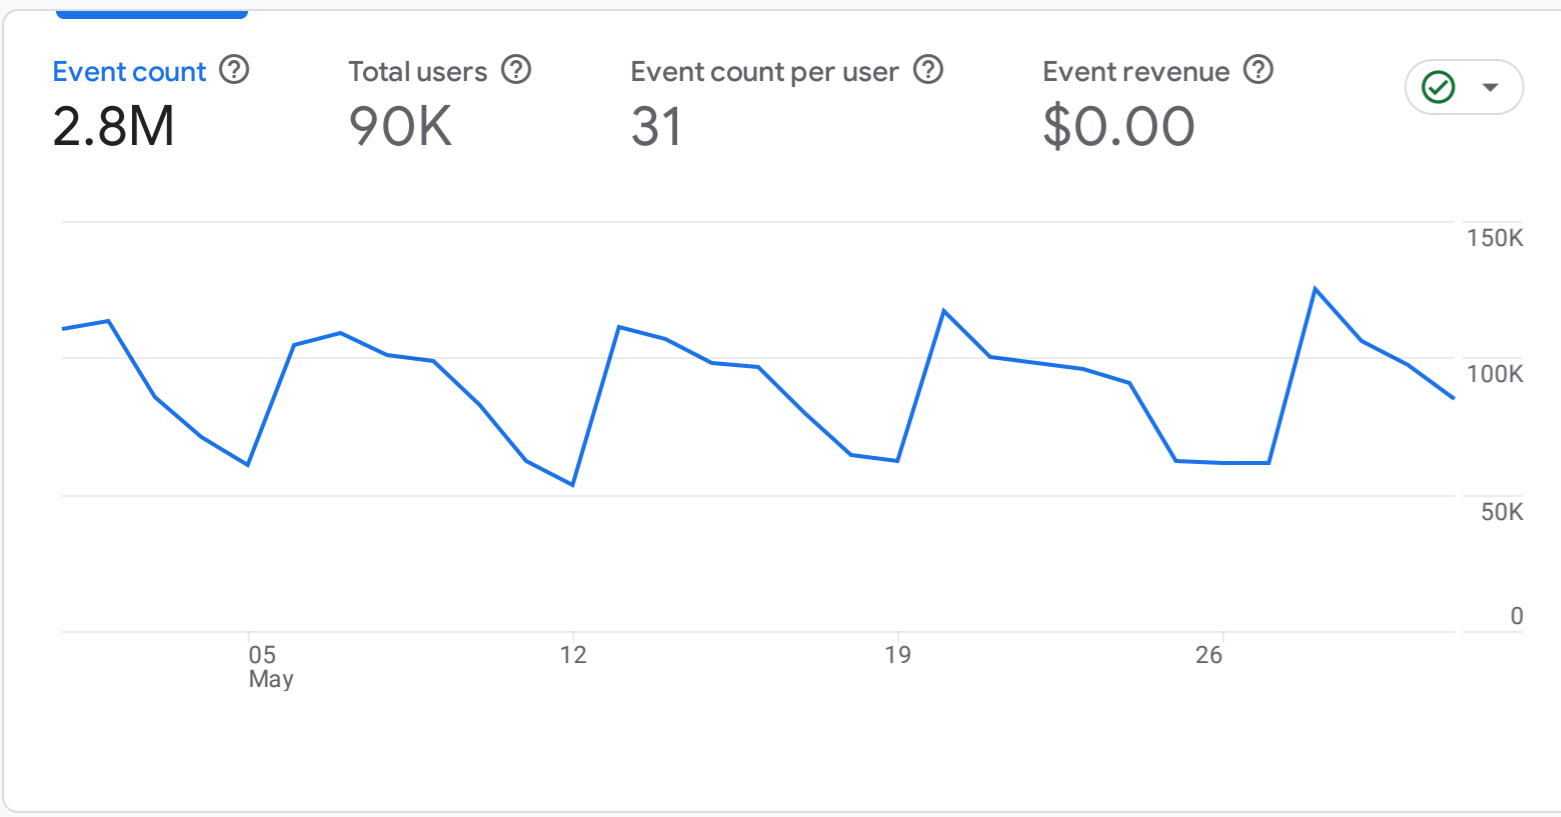 Event count Total users Event count per user Event revenue
2.8M 90K 31 $0.00
150K
100K
50K
0
05 12 19 26
May